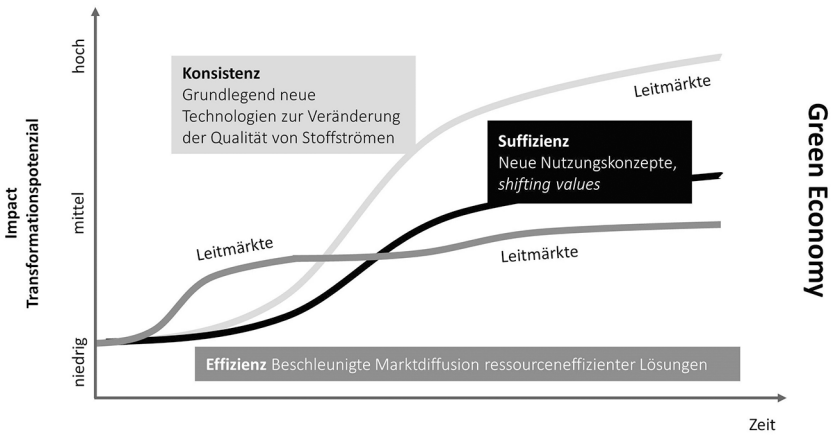 hoch
mittel
niedrig
Impact
Transformationspotenzial
Konsistenz
Grundlegend neue
Technologien zur Veränderung
der Qualität von Stoffströmen
Leitmärkte
Suffizienz
Neue Nutzungskonzepte,
shifting values
Leitmärkte
Leitmärkte
Effizienz Beschleunigte Marktdiffusion ressourceneffizienter Lösungen
Zeit
Green Economy